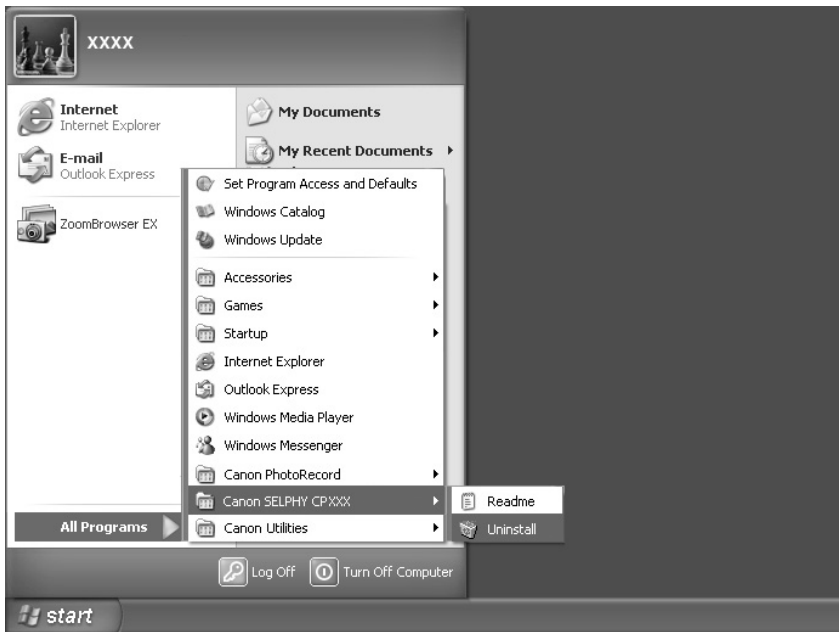 xxxx
Internet
Internet Explorer
E-mail
Outlook Express
ZoomBrowser EX
My Documents
My Recent Documents
Set Program Access and Defaults
Windows Catalog
Windows Update
Accessories
Games
Startup
Internet Explorer
Outlook Express
Windows Media Player
Windows Messenger
Canon PhotoRecord
Canon SELPHY CPXXX
Canon Utilities
Readme
Uninstall
All Programs
Log Off
Turn Off Computer
start